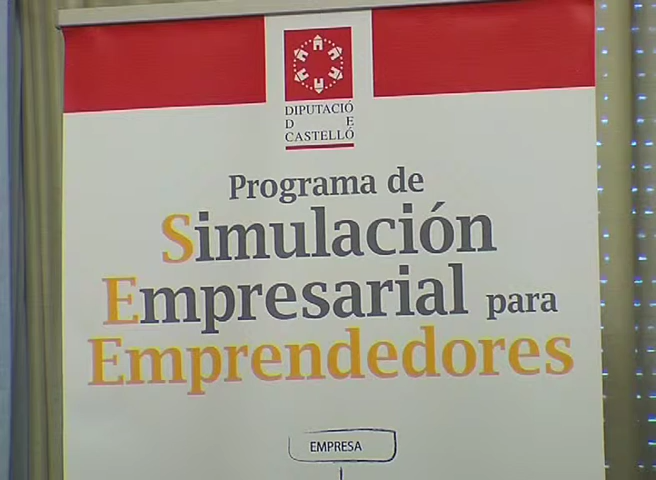 DIPUTACIÓ
D E
CASTELLÓ
Programa de
Simulación
Empresarial para
Emprendedores
EMPRESA